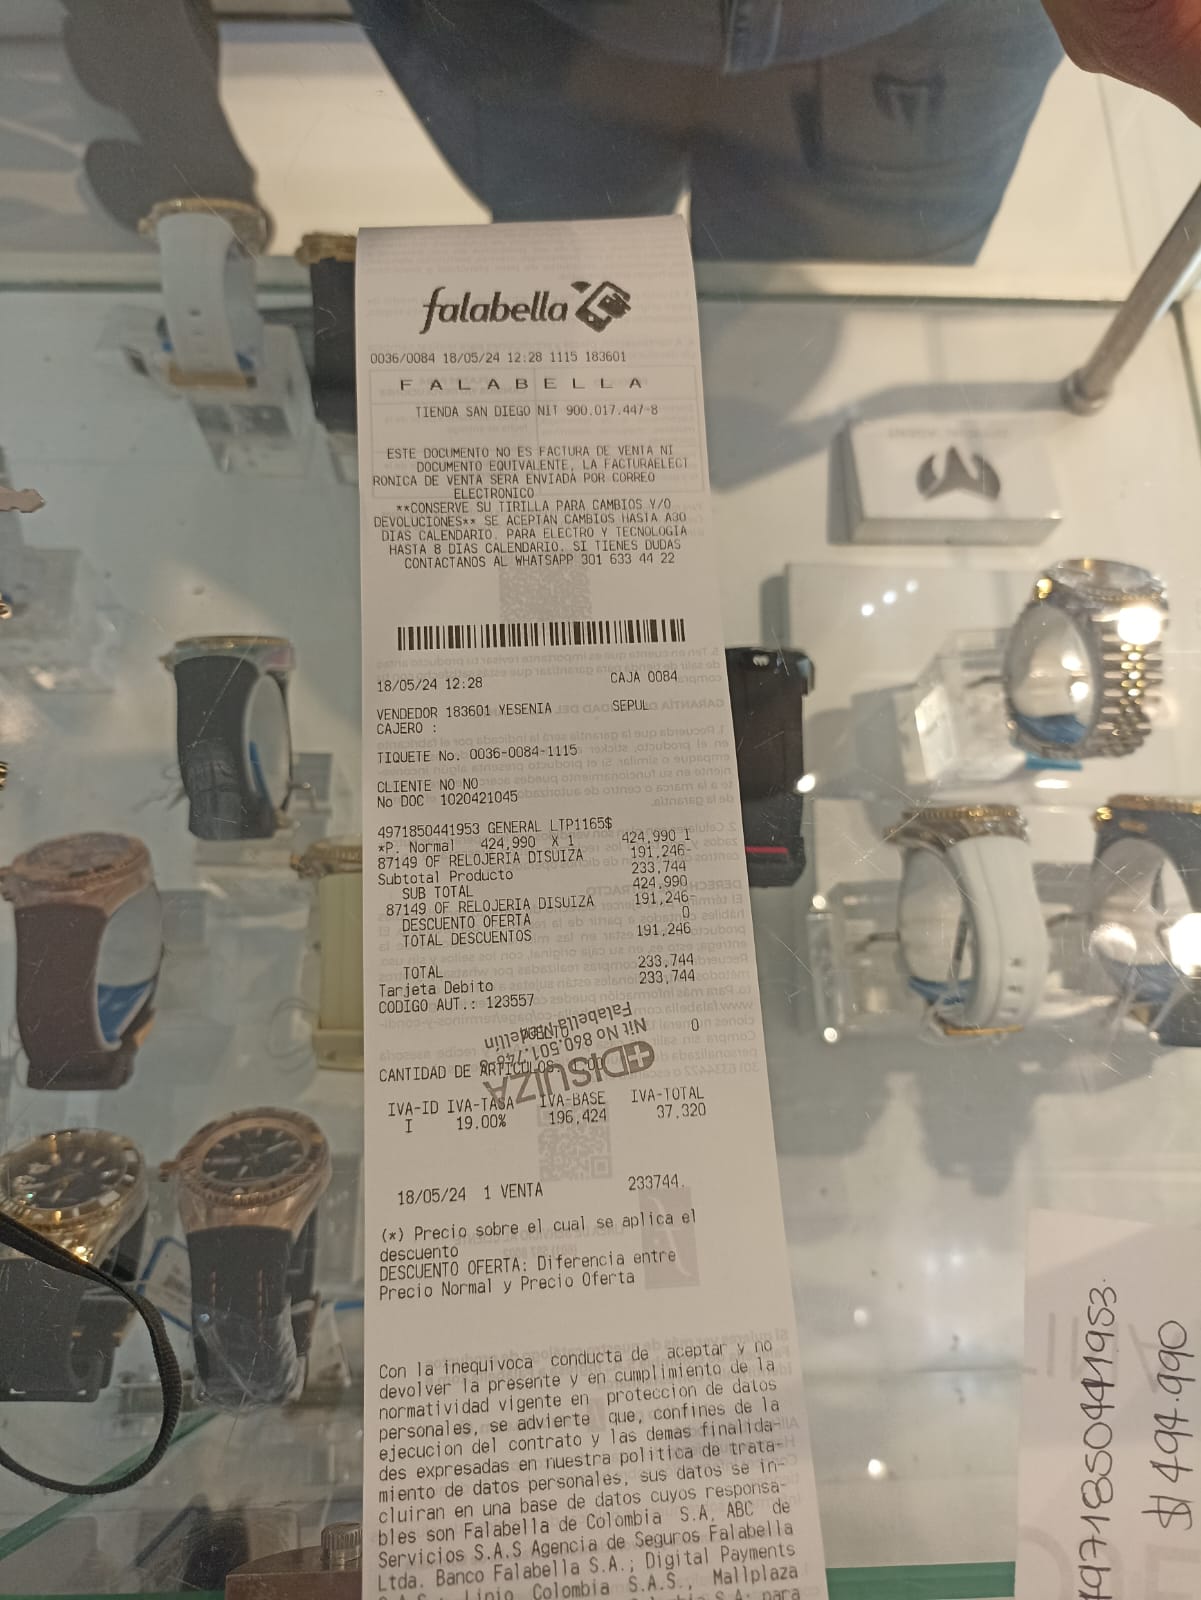 falabella
0036/0084 18/05/24 12:28 1115 183601
F A L A B E L L A
TIENDA SAN DIEGO NIT 900.017.447-8
ESTE DOCUMENTO NO ES FACTURA DE VENTA NI
DOCUMENTO EQUIVALENTE, LA FACTURAELECT
RONICA DE VENTA SERA ENVIADA POR CORREO
ELECTRONICO
**CONSERVE SU TIRILLA PARA CAMBIOS Y/O
DEVOLUCIONES** SE ACEPTAN CAMBIOS HASTA A30
DIAS CALENDARIO. PARA ELECTRO Y TECNOLOGIA
HASTA 8 DIAS CALENDARIO. SI TIENES DUDAS
CONTACTANOS AL WHATSAPP 301 633 44 22
18/05/24 12:28 CAJA 0084
VENDEDOR 183601 YESENIA SEPUL
CAJERO :
TIQUETE No. 0036-0084-1115
CLIENTE NO NO
No DOC 1020421045
4971850441953 GENERAL LTP1165$
*P. Normal 424,990 X 1 424,990 I
87149 OF RELOJERIA DISUIZA 191,246-
Subtotal Producto 233,744
SUB TOTAL 424,990
87149 OF RELOJERIA DISUIZA 191,246-
DESCUENTO OFERTA 0
TOTAL DESCUENTOS 191,246
TOTAL 233,744
Tarjeta Debito 233,744
CODIGO AUT.: 123557
0
CANTIDAD DE ARTICULOS: 1.00
DISUIZA
Nit No 860.501.748-8
Falabella
IVA-ID IVA-TASA IVA-BASE IVA-TOTAL
I 19.00% 196,424 37,320
18/05/24 1 VENTA 233744.
(*) Precio sobre el cual se aplica el
descuento
DESCUENTO OFERTA: Diferencia entre
Precio Normal y Precio Oferta
Con la inequivoca conducta de aceptar y no
devolver la presente y en cumplimiento de la
normatividad vigente en proteccion de datos
personales, se advierte que, confines de la
ejecucion del contrato y las demas finalida-
des expresadas en nuestra politica de trata-
miento de datos personales, sus datos se in-
cluiran en una base de datos cuyos responsa-
bles son Falabella de Colombia S.A, ABC de
Servicios S.A.S Agencia de Seguros Falabella
Ltda. Banco Falabella S.A.; Digital Payments
S.A.S., Linio Colombia S.A.S., Mallplaza
4971850441953.
$ 494.990